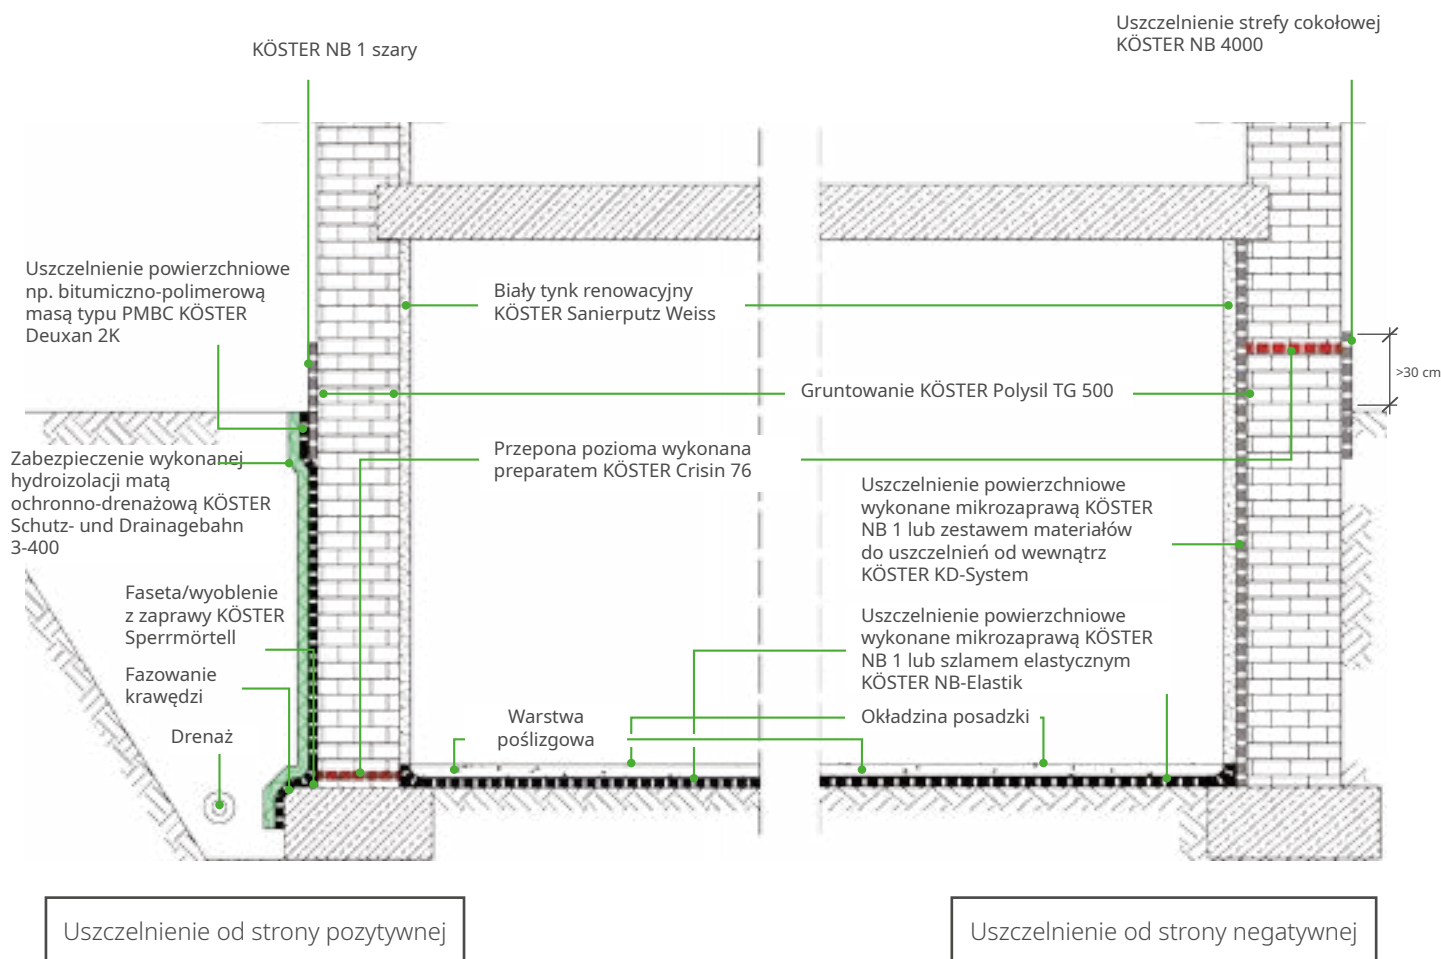 Uszczelnienie strefy cokołowej
KÖSTER NB 4000
KÖSTER NB 1 szary
Uszczelnienie powierzchniowe
np. bitumiczno-polimerową
masą typu PMBC KÖSTER
Deuxan 2K
Biały tynk renowacyjny
KÖSTER Sanierputz Weiss
>30 cm
Gruntowanie KÖSTER Polysil TG 500
Zabezpieczenie wykonanej
hydroizolacji matą
ochronno-drenażową KÖSTER
Schutz- und Drainagebahn
3-400
Przepona pozioma wykonana
preparatem KÖSTER Crisin 76
Uszczelnienie powierzchniowe
wykonane mikrozaprawą KÖSTER
NB 1 lub zestawem materiałów
do uszczelnień od wewnątrz
KÖSTER KD-System
Faseta/wyoblenie
z zaprawy KÖSTER
Sperrmörtell
Uszczelnienie powierzchniowe
wykonane mikrozaprawą KÖSTER
NB 1 lub szlamem elastycznym
KÖSTER NB-Elastik
Fazowanie
krawędzi
Warstwa
poślizgowa
Okładzina posadzki
Drenaż
Uszczelnienie od strony pozytywnej
Uszczelnienie od strony negatywnej